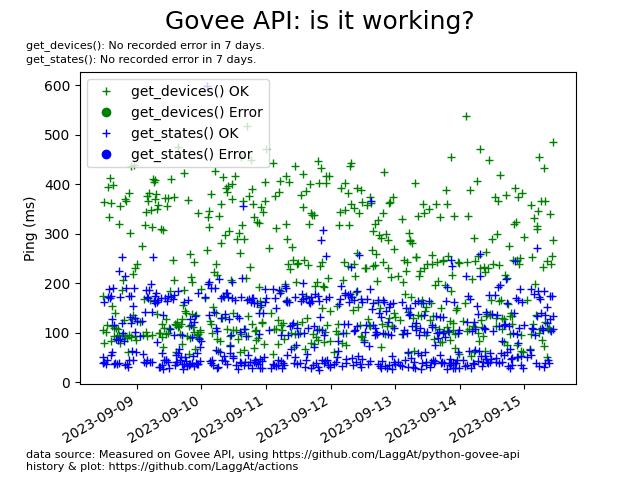 Govee API: is it working?
get_devices(): No recorded error in 7 days.
get_states(): No recorded error in 7 days.
600
500
400
300
200
100
0
Ping (ms)
get_devices() OK
get_devices() Error
get_states() OK
get_states() Error
2023-09-09
2023-09-10
2023-09-11
2023-09-12
2023-09-13
2023-09-14
2023-09-15
data source: Measured on Govee API, using https://github.com/LaggAt/python-govee-api
history & plot: https://github.com/LaggAt/actions